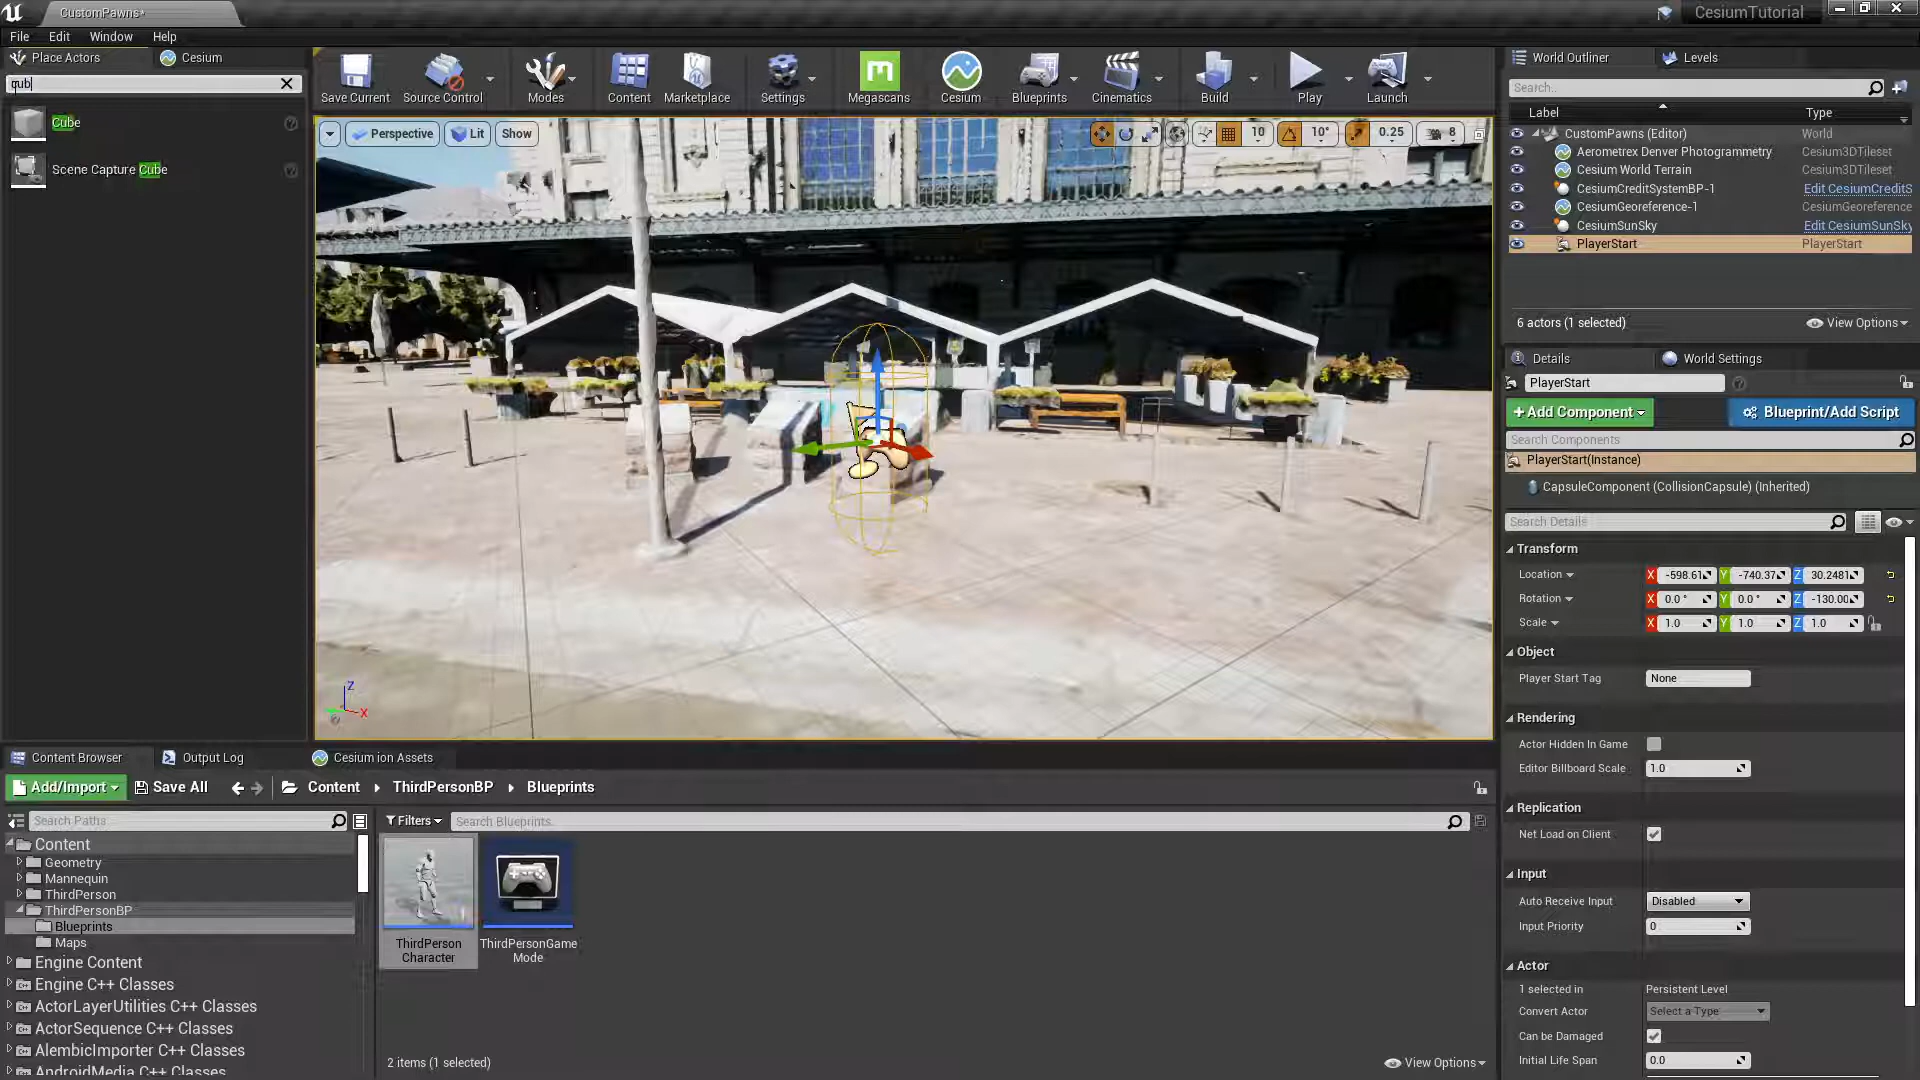 CustomPawns*
CesiumTutorial
File Edit Window Help
Place Actors
Cesium
cub
Cube
Scene Capture Cube
Save Current
Source Control
Modes
Content
Marketplace
Settings
Megascans
Cesium
Blueprints
Cinematics
Build
Play
Launch
Perspective
Lit
Show
10
10°
0.25
8
World Outliner
Levels
Search...
Label
Type
CustomPawns (Editor) World
Aerometrex Denver Photogrammetry Cesium3DTileset
Cesium World Terrain Cesium3DTileset
CesiumCreditSystemBP-1 Edit CesiumCreditS
CesiumGeoreference-1 CesiumGeoreference
CesiumSunSky Edit CesiumSunSky
PlayerStart PlayerStart
6 actors (1 selected)
View Options
Details
World Settings
PlayerStart
+Add Component
Blueprint/Add Script
Search Components
PlayerStart(Instance)
CapsuleComponent (CollisionCapsule) (Inherited)
Search Details
Transform
Location X -598.61 Y -740.37 Z 30.2481
Rotation X 0.0 ° Y 0.0 ° Z -130.00
Scale X 1.0 Y 1.0 Z 1.0
Object
Player Start Tag None
Rendering
Actor Hidden In Game
Editor Billboard Scale 1.0
Replication
Net Load on Client
Input
Auto Receive Input Disabled
Input Priority 0
Actor
1 selected in Persistent Level
Convert Actor Select a Type
Can be Damaged
Initial Life Span 0.0
Z
X
Content Browser
Output Log
Cesium ion Assets
Add/Import
Save All
Content
ThirdPersonBP
Blueprints
Search Paths
Filters
Search Blueprints
Content
Geometry
Mannequin
ThirdPerson
ThirdPersonBP
Blueprints
Maps
Engine Content
Engine C++ Classes
ActorLayerUtilities C++ Classes
ActorSequence C++ Classes
AlembicImporter C++ Classes
AndroidMedia C++ Classes
ThirdPerson
Character
ThirdPersonGame
Mode
2 items (1 selected)
View Options